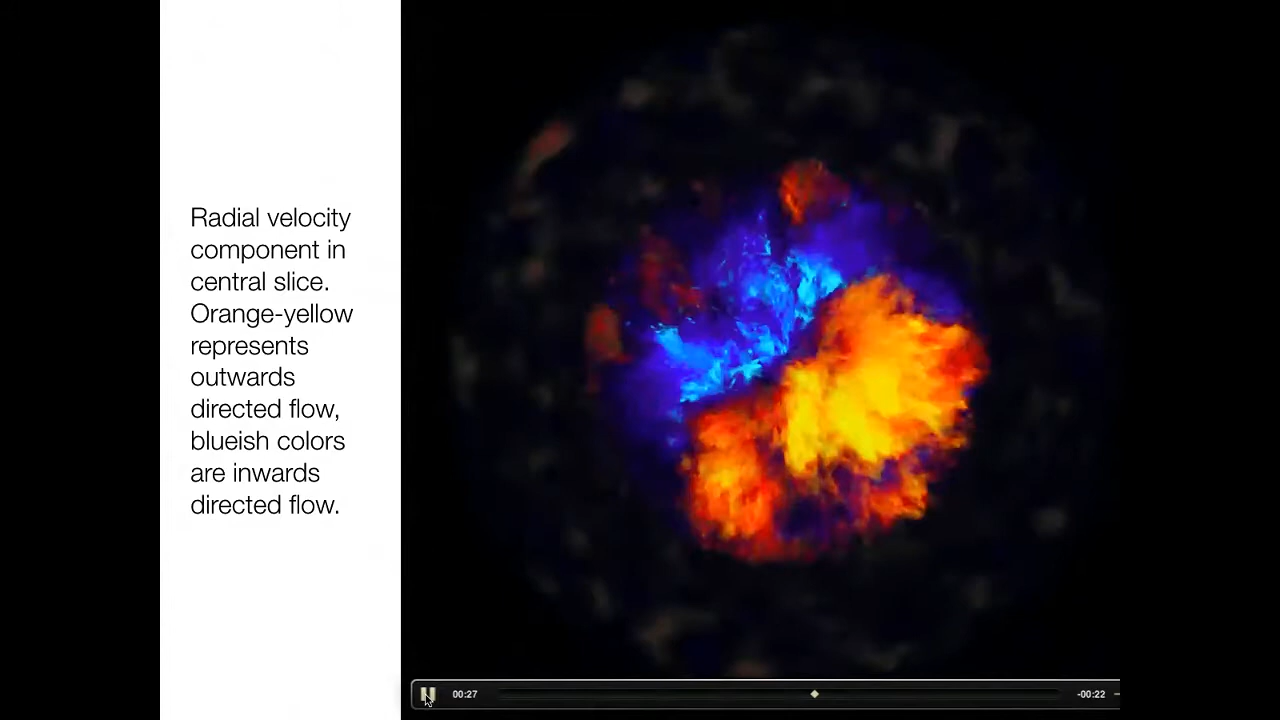 Radial velocity
component in
central slice.
Orange-yellow
represents
outwards
directed flow,
blueish colors
are inwards
directed flow.
00:27
-00:22